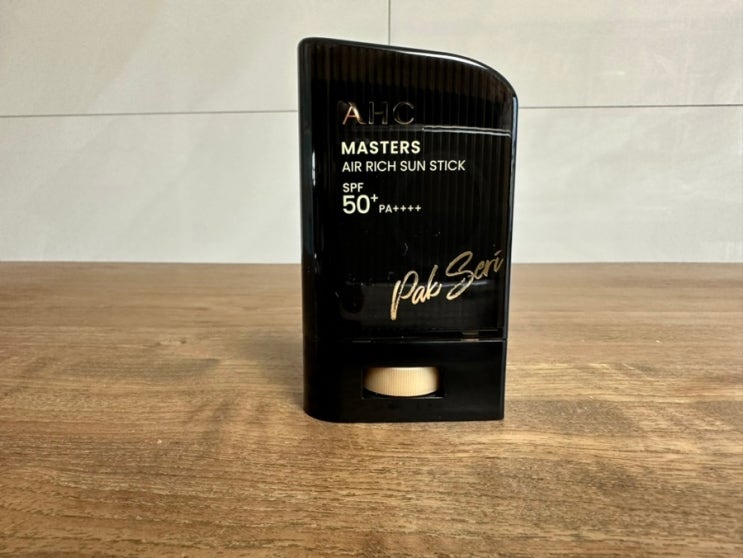 AHC
MASTERS
AIR RICH SUN STICK
SPF
50+ PA++++
Pak Seri